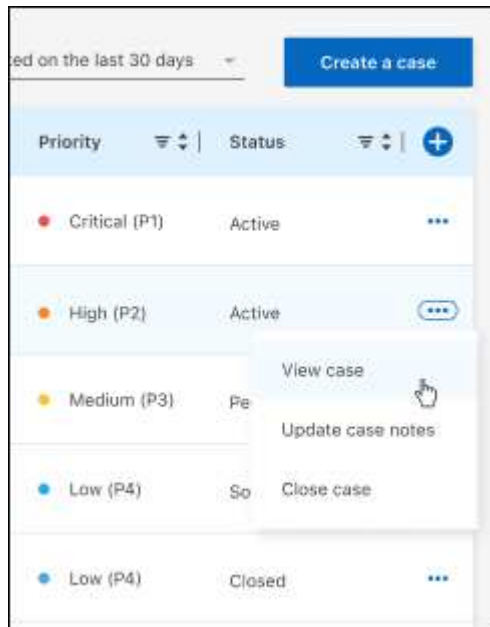 ted on the last 30 days
Create a case
Priority Status
Critical (P1) Active
High (P2) Active
View case
Medium (P3) Pe
Update case notes
Low (P4) So Close case
Low (P4) Closed